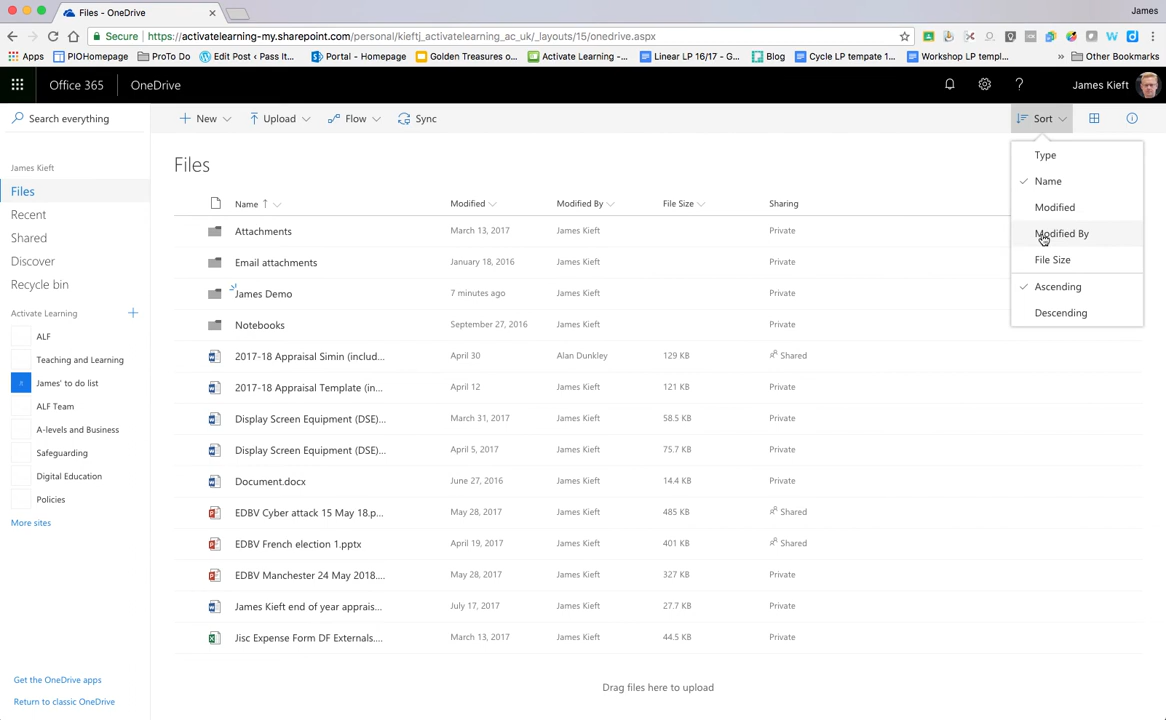 Files - OneDrive
James
Secure https://activatelearning-my.sharepoint.com/personal/kieftj_activatelearning_ac_uk/_layouts/15/onedrive.aspx
Apps PIOHomepage ProTo Do Edit Post ‹ Pass It... Portal - Homepage Golden Treasures o... Activate Learning -... Linear LP 16/17 - G... Blog Cycle LP tempate 1... Workshop LP templ... » Other Bookmarks
Office 365 OneDrive ? James Kieft
Search everything
New Upload Flow Sync Sort
James Kieft
Files
Recent
Shared
Discover
Recycle bin
Activate Learning
ALF
Teaching and Learning
James' to do list
ALF Team
A-levels and Business
Safeguarding
Digital Education
Policies
More sites
Get the OneDrive apps
Return to classic OneDrive
Files
Name Modified Modified By File Size Sharing
Attachments March 13, 2017 James Kieft Private
Email attachments January 18, 2016 James Kieft Private
James Demo 7 minutes ago James Kieft Private
Notebooks September 27, 2016 James Kieft Private
2017-18 Appraisal Simin (includ... April 30 Alan Dunkley 129 KB Shared
2017-18 Appraisal Template (in... April 12 James Kieft 121 KB Private
Display Screen Equipment (DSE)... March 31, 2017 James Kieft 58.5 KB Private
Display Screen Equipment (DSE)... April 5, 2017 James Kieft 75.7 KB Private
Document.docx June 27, 2016 James Kieft 14.4 KB Private
EDBV Cyber attack 15 May 18.p... May 28, 2017 James Kieft 485 KB Shared
EDBV French election 1.pptx April 19, 2017 James Kieft 401 KB Shared
EDBV Manchester 24 May 2018.... May 28, 2017 James Kieft 327 KB Private
James Kieft end of year apprais... July 17, 2017 James Kieft 27.7 KB Private
Jisc Expense Form DF Externals.... March 13, 2017 James Kieft 44.5 KB Private
Drag files here to upload
Type
Name
Modified
Modified By
File Size
Ascending
Descending